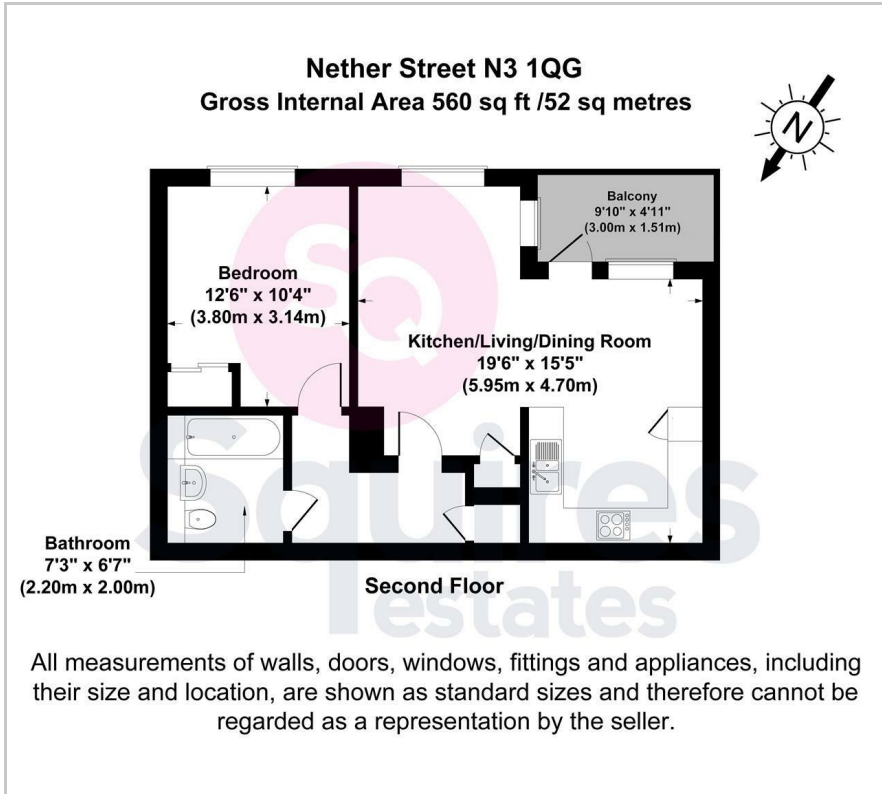 Nether Street N3 1QG
Gross Internal Area 560 sq ft /52 sq metres
N
Balcony
9'10" x 4'11"
(3.00m x 1.51m)
Bedroom
12'6" x 10'4"
(3.80m x 3.14m)
Kitchen/Living/Dining Room
19'6" x 15'5"
(5.95m x 4.70m)
SQ
Squires
estates
Bathroom
7'3" x 6'7"
(2.20m x 2.00m)
Second Floor
All measurements of walls, doors, windows, fittings and appliances, including
their size and location, are shown as standard sizes and therefore cannot be
regarded as a representation by the seller.